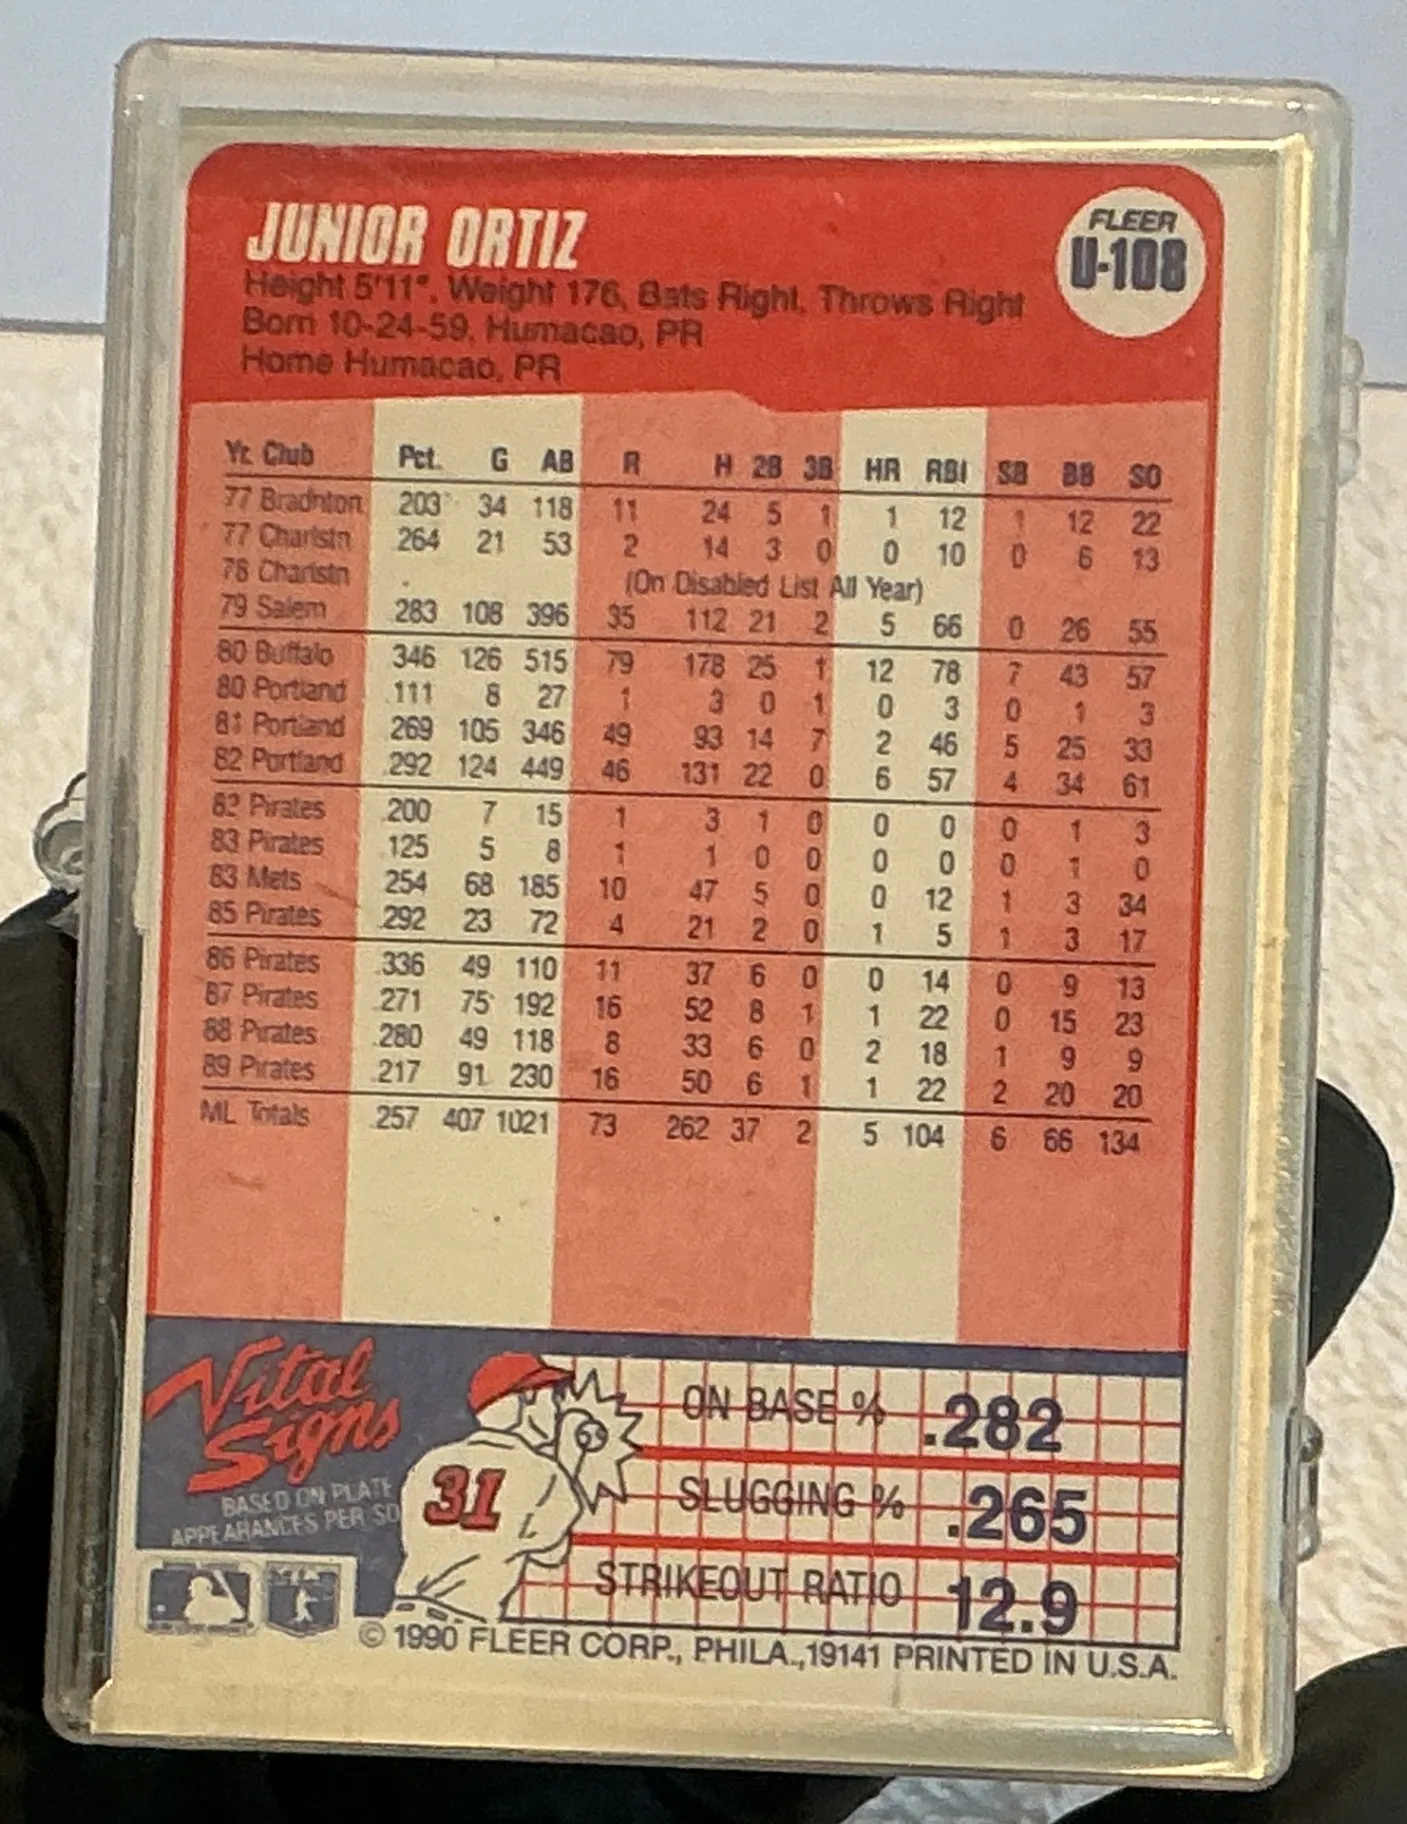 JUNIOR ORTIZ
FLEER
U-108
Height 5'11", Weight 176, Bats Right, Throws Right
Born 10-24-59, Humacao, PR
Home Humacao, PR
Yr. Club Pct. G AB R H 2B 3B HR RBI SB BB SO
77 Bradnton .203 34 118 11 24 5 1 1 12 1 12 22
77 Charlstn .264 21 53 2 14 3 0 0 10 0 6 13
78 Charlstn (On Disabled List All Year)
79 Salem .283 108 396 35 112 21 2 5 66 0 26 55
80 Buffalo .346 126 515 79 178 25 1 12 78 7 43 57
80 Portland .111 8 27 1 3 0 1 0 3 0 1 3
81 Portland .269 105 346 49 93 14 7 2 46 5 25 33
82 Portland .292 124 449 46 131 22 0 6 57 4 34 61
82 Pirates .200 7 15 1 3 1 0 0 0 0 1 3
83 Pirates .125 5 8 1 1 0 0 0 0 0 1 0
83 Mets .254 68 185 10 47 5 0 0 12 1 3 34
85 Pirates .292 23 72 4 21 2 0 1 5 1 3 17
86 Pirates .336 49 110 11 37 6 0 0 14 0 9 13
87 Pirates .271 75 192 16 52 8 1 1 22 0 15 23
88 Pirates .280 49 118 8 33 6 0 2 18 1 9 9
89 Pirates .217 91 230 16 50 6 1 1 22 2 20 20
ML Totals .257 407 1021 73 262 37 2 5 104 6 66 134
Vital
Signs
BASED ON PLATE
APPEARANCES PER SO
31
ON BASE % .282
SLUGGING % .265
STRIKEOUT RATIO 12.9
© 1990 FLEER CORP., PHILA.,19141 PRINTED IN U.S.A.